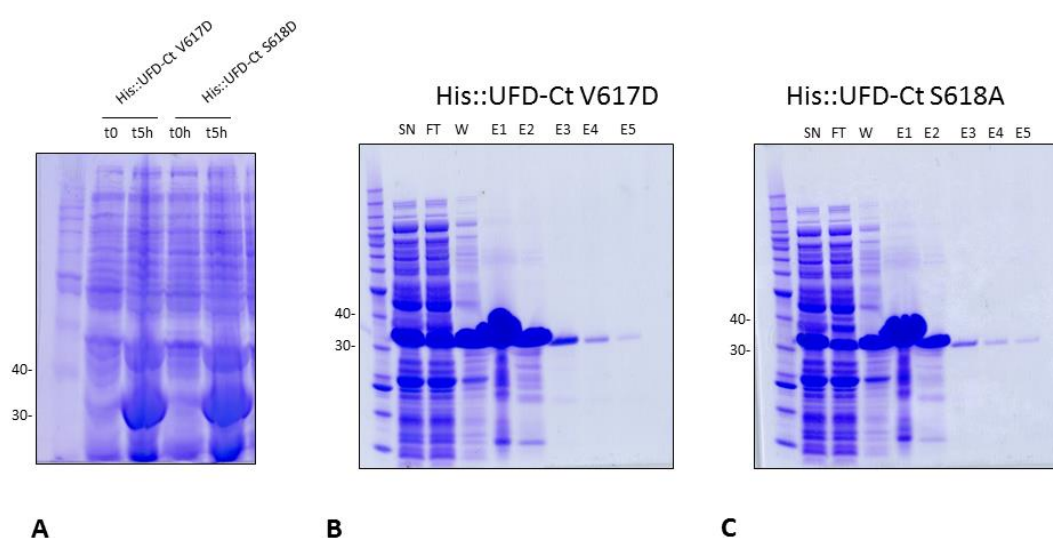 His::UFD-Ct V617D
His::UFD-Ct S618D
t0 t5h t0h t5h
40-
30-
A
His::UFD-Ct V617D
SN FT W E1 E2 E3 E4 E5
40-
30-
B
His::UFD-Ct S618A
SN FT W E1 E2 E3 E4 E5
40-
30-
C